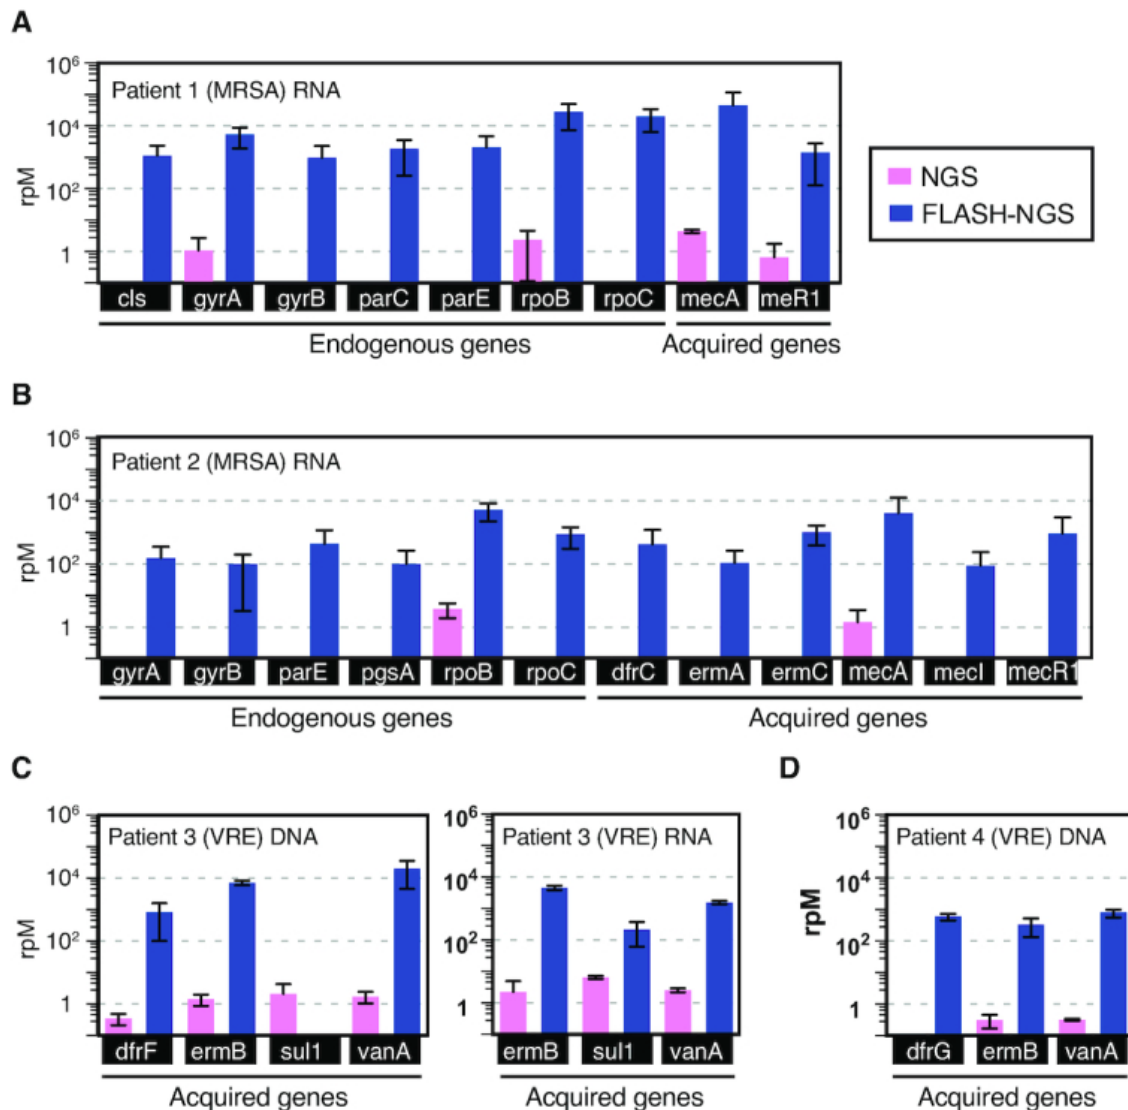 A
10⁶
10⁴
10²
1
rpM
Patient 1 (MRSA) RNA
NGS
FLASH-NGS
cls gyrA gyrB parC parE rpoB rpoC mecA meR1
Endogenous genes Acquired genes
B
10⁶
10⁴
10²
1
rpM
Patient 2 (MRSA) RNA
gyrA gyrB parE pgsA rpoB rpoC dfrC ermA ermC mecA mecI mecR1
Endogenous genes Acquired genes
C
10⁶
10⁴
10²
1
rpM
Patient 3 (VRE) DNA
dfrF ermB sul1 vanA
Acquired genes
10⁶
10⁴
10²
1
Patient 3 (VRE) RNA
ermB sul1 vanA
Acquired genes
D
10⁶
10⁴
10²
1
rpM
Patient 4 (VRE) DNA
dfrG ermB vanA
Acquired genes